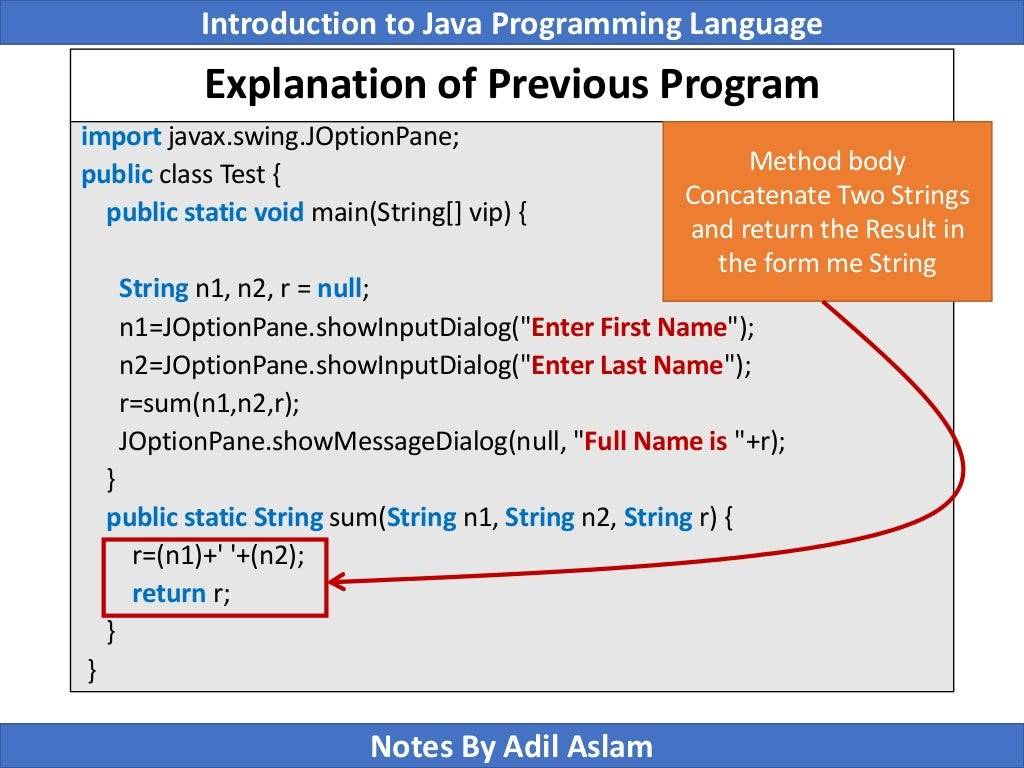 Introduction to Java Programming Language
Explanation of Previous Program
import javax.swing.JOptionPane;
public class Test {
public static void main(String[] vip) {
String n1, n2, r = null;
n1=JOptionPane.showInputDialog("Enter First Name");
n2=JOptionPane.showInputDialog("Enter Last Name");
r=sum(n1,n2,r);
JOptionPane.showMessageDialog(null, "Full Name is "+r);
}
public static String sum(String n1, String n2, String r) {
r=(n1)+' '+(n2);
return r;
}
}
Method body
Concatenate Two Strings
and return the Result in
the form me String
Notes By Adil Aslam